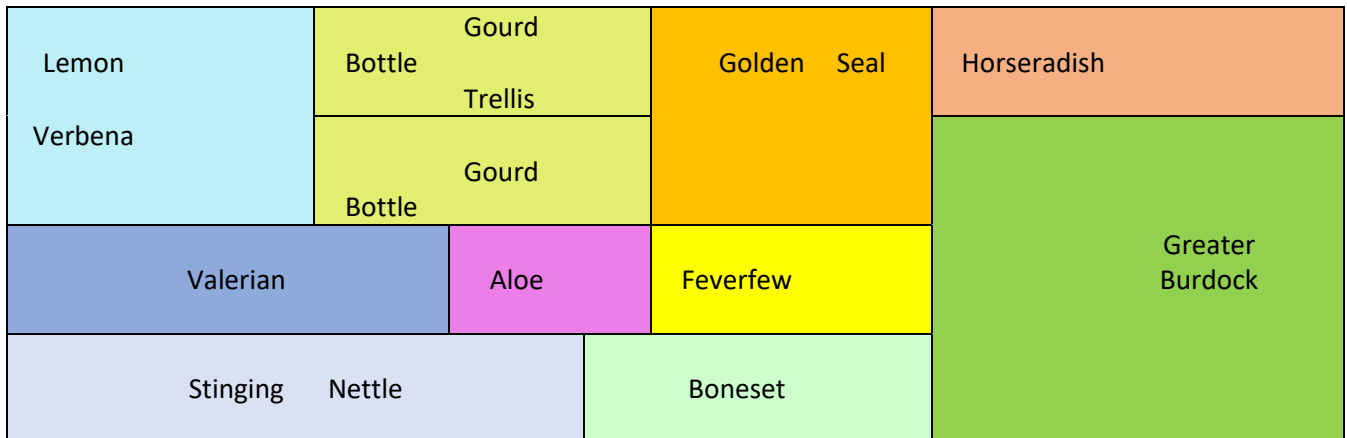 Lemon
Verbena
Gourd
Bottle
Trellis
Gourd
Bottle
Golden Seal
Horseradish
Greater
Burdock
Valerian
Aloe
Feverfew
Stinging Nettle
Boneset